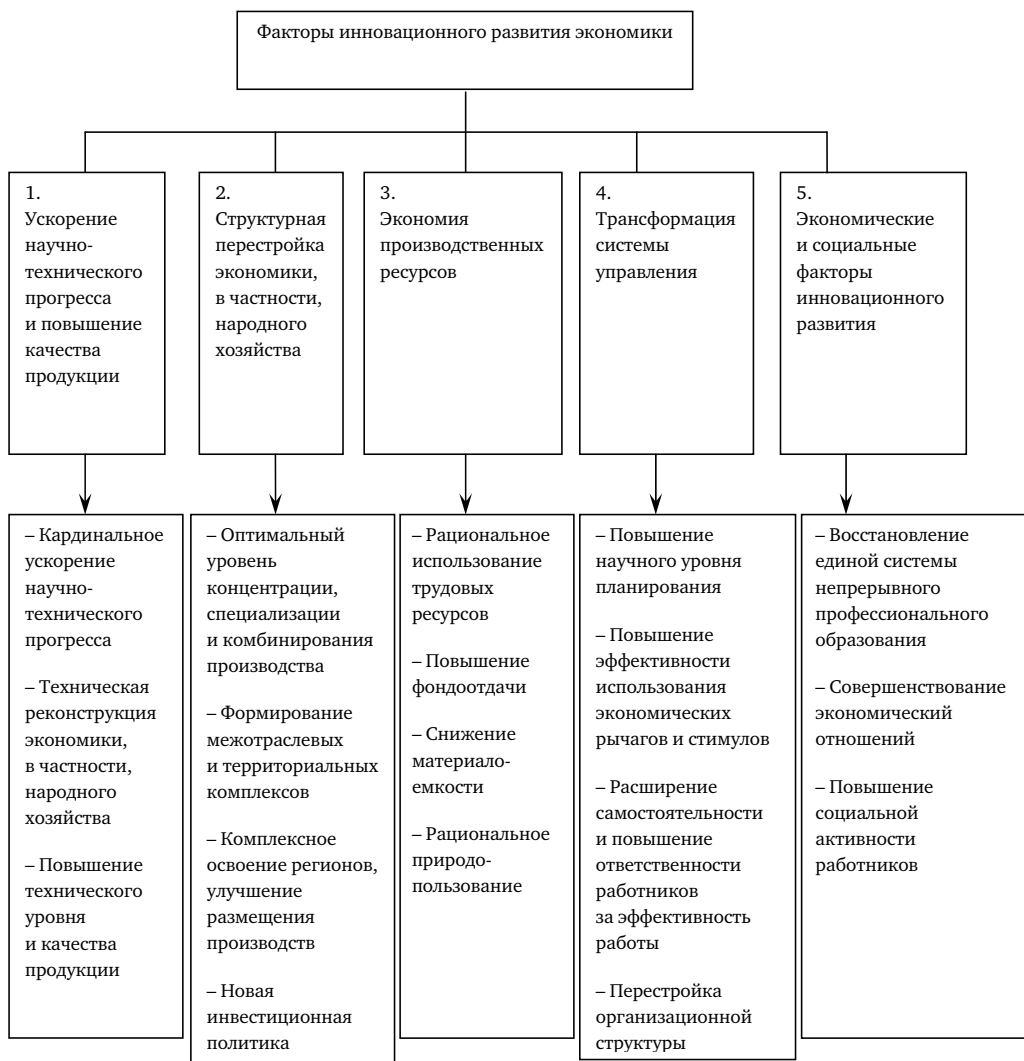 Факторы инновационного развития экономики
1.
Ускорение
научно-
технического
прогресса
и повышение
качества
продукции
2.
Структурная
перестройка
экономики,
в частности,
народного
хозяйства
3.
Экономия
производственных
ресурсов
4.
Трансформация
системы
управления
5.
Экономические
и социальные
факторы
инновационного
развития
– Кардинальное
ускорение
научно-
технического
прогресса
– Техническая
реконструкция
экономики,
в частности,
народного
хозяйства
– Повышение
технического
уровня
и качества
продукции
– Оптимальный
уровень
концентрации,
специализации
и комбинирования
производства
– Формирование
межотраслевых
и территориальных
комплексов
– Комплексное
освоение регионов,
улучшение
размещения
производств
– Новая
инвестиционная
политика
– Рациональное
использование
трудовых
ресурсов
– Повышение
фондоотдачи
– Снижение
материало-
емкости
– Рациональное
природо-
пользование
– Повышение
научного уровня
планирования
– Повышение
эффективности
использования
экономических
рычагов и стимулов
– Расширение
самостоятельности
и повышение
ответственности
работников
за эффективность
работы
– Перестройка
организационной
структуры
– Восстановление
единой системы
непрерывного
профессионального
образования
– Совершенствование
экономический
отношений
– Повышение
социальной
активности
работников